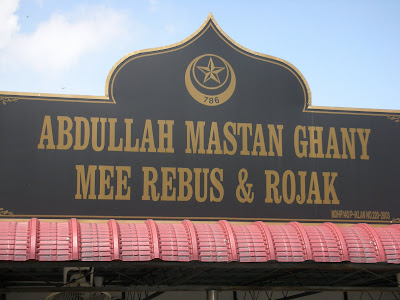 786
ABDULLAH MASTAN GHANY
MEE REBUS & ROJAK